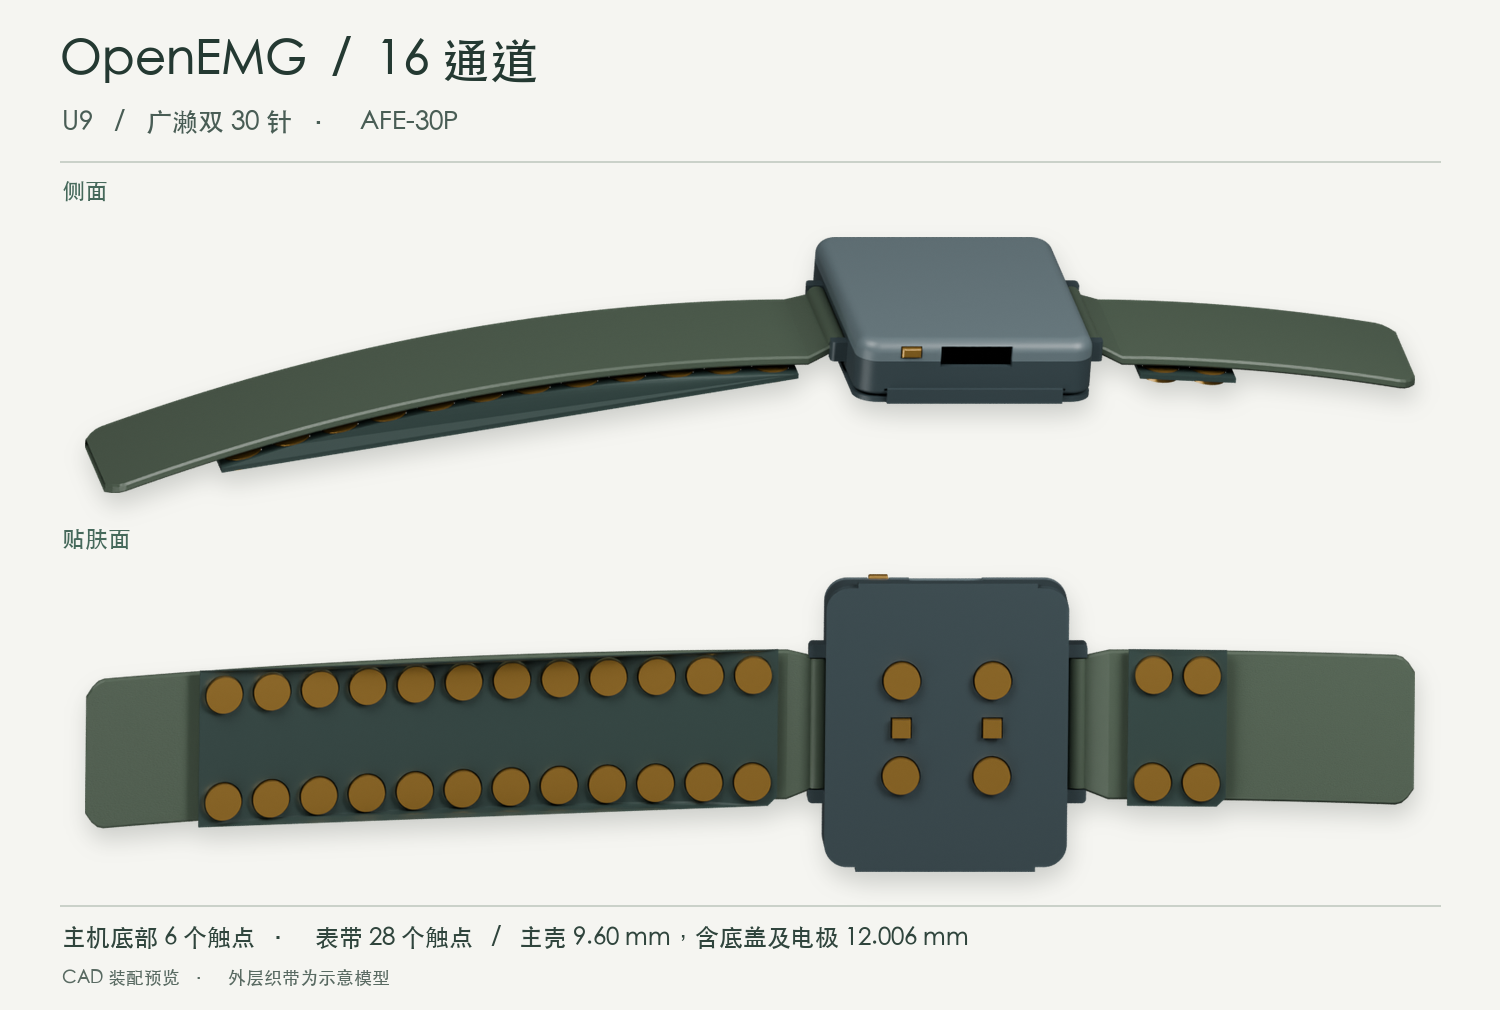 OpenEMG / 16 通道
U9 / 广濑双 30 针 · AFE-30P
侧面
贴肤面
主机底部 6 个触点 · 表带 28 个触点 / 主壳 9.60 mm，含底盖及电极 12.006 mm
CAD 装配预览 · 外层织带为示意模型